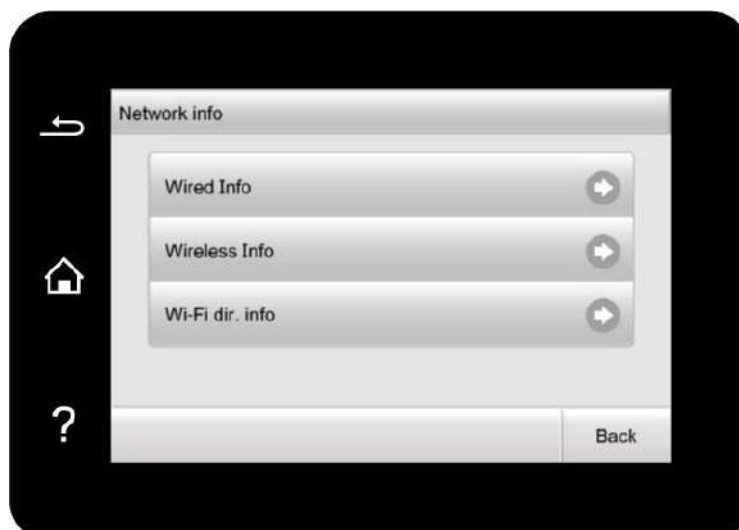 Network info
Wired Info
Wireless Info
Wi-Fi dir. info
?
Back